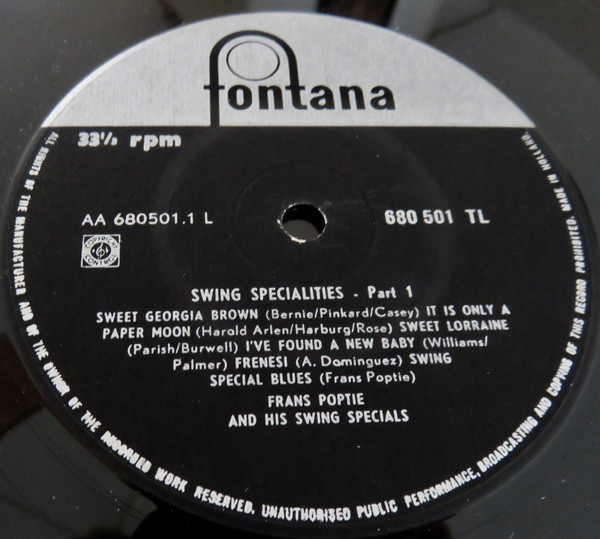 fontana
33⅓ rpm
AA 680501.1 L
680 501 TL
COPYRIGHT
CONTROL
SWING SPECIALITIES - Part 1
SWEET GEORGIA BROWN (Bernie/Pinkard/Casey) IT IS ONLY A
PAPER MOON (Harold Arlen/Harburg/Rose) SWEET LORRAINE
(Parish/Burwell) I'VE FOUND A NEW BABY (Williams/
Palmer) FRENESI (A. Dominguez) SWING
SPECIAL BLUES (Frans Poptie)
FRANS POPTIE
AND HIS SWING SPECIALS
ALL RIGHTS OF THE MANUFACTURER AND OF THE OWNER OF THE RECORDED WORK RESERVED. UNAUTHORISED PUBLIC PERFORMANCE, BROADCASTING AND COPYING OF THIS RECORD PROHIBITED. MADE IN HOLLAND.